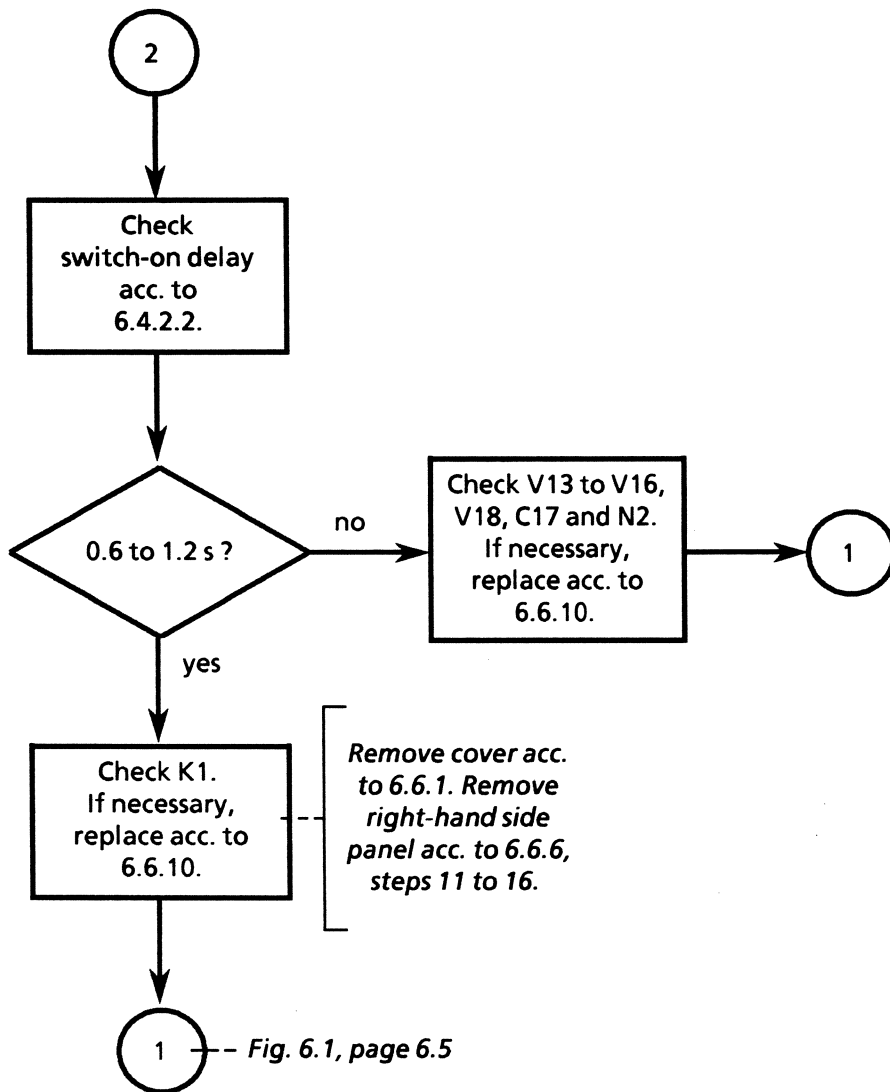 2
Check
switch-on delay
acc. to
6.4.2.2.
0.6 to 1.2 s ?
no
Check V13 to V16,
V18, C17 and N2.
If necessary,
replace acc. to
6.6.10.
1
yes
Check K1.
If necessary,
replace acc. to
6.6.10.
Remove cover acc.
to 6.6.1. Remove
right-hand side
panel acc. to 6.6.6,
steps 11 to 16.
1
Fig. 6.1, page 6.5